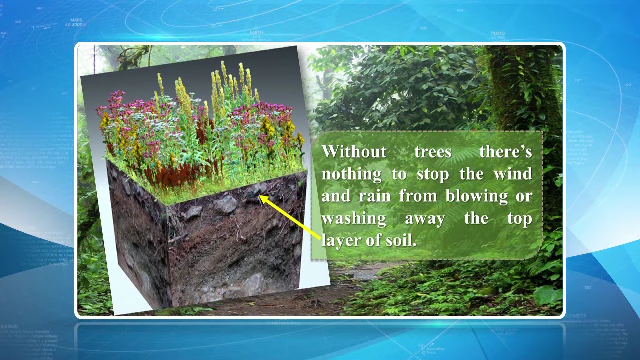 Without trees there's
nothing to stop the wind
and rain from blowing or
washing away the top
layer of soil.